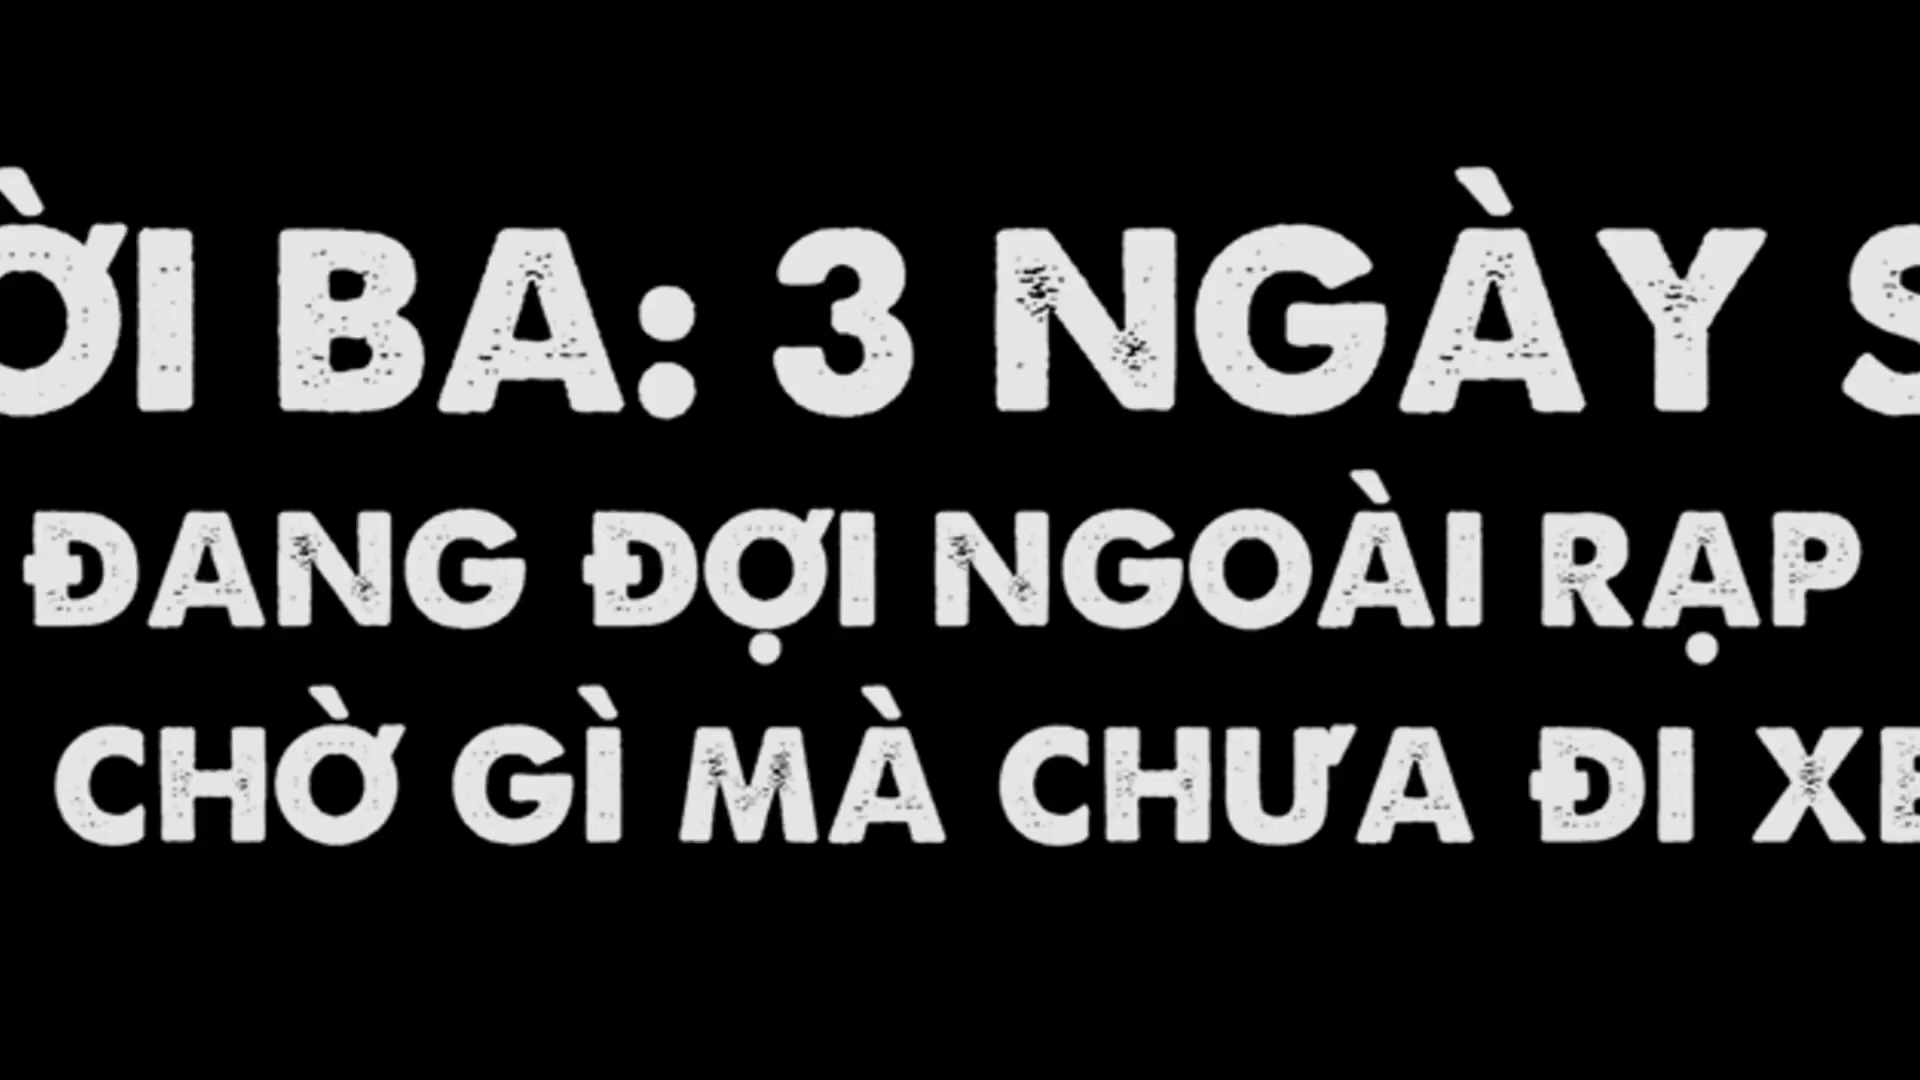 ỜI BA: 3 NGÀY S
ĐANG ĐỢI NGOÀI RẠP
CHỜ GÌ MÀ CHƯA ĐI XE